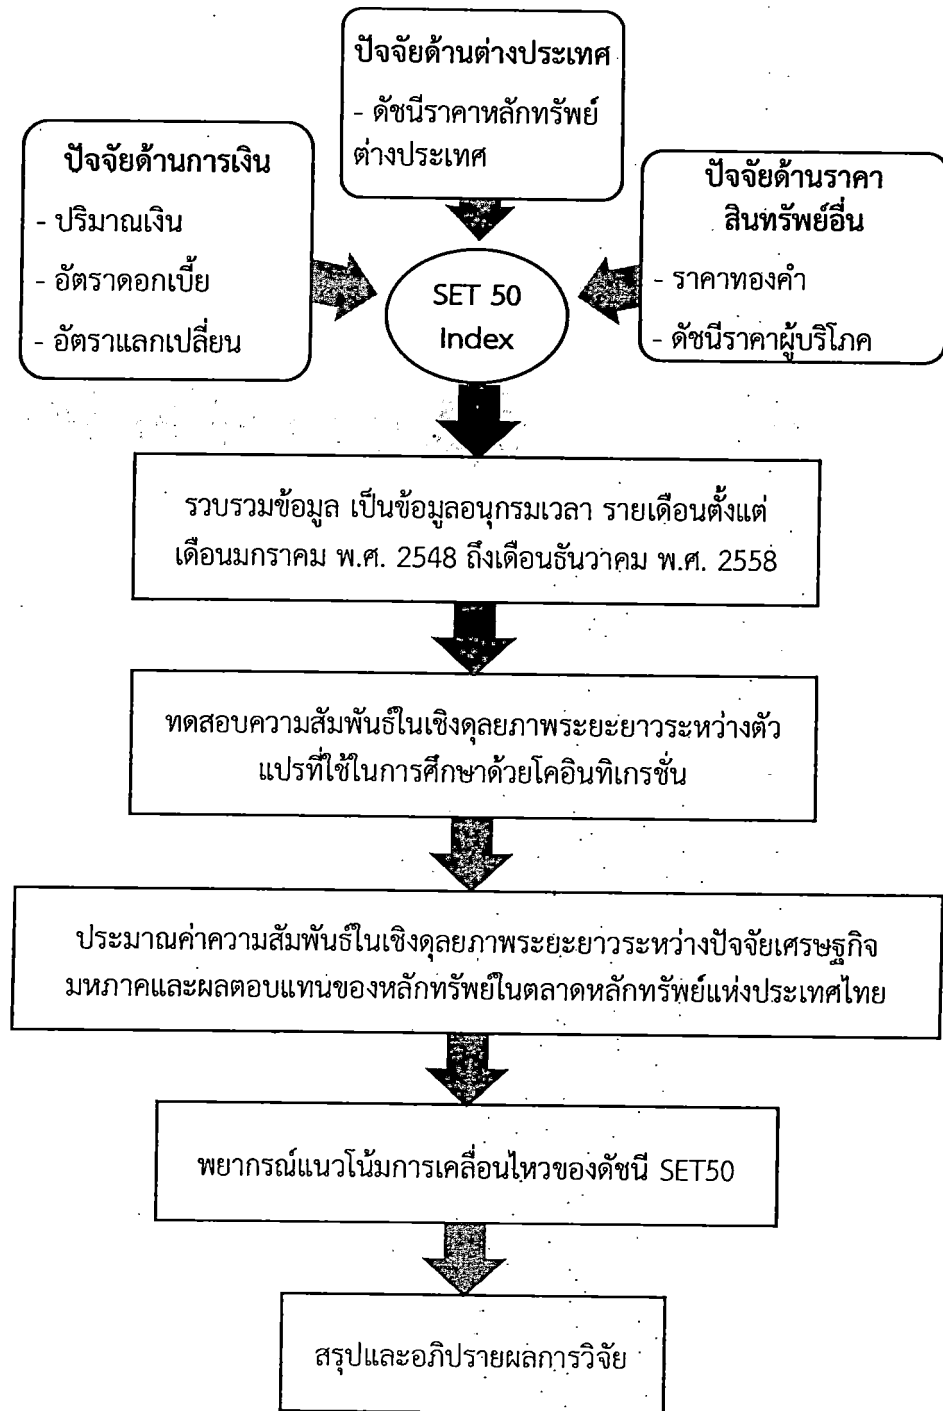 ปัจจัยด้านต่างประเทศ
- ดัชนีราคาหลักทรัพย์
ต่างประเทศ
ปัจจัยด้านการเงิน
- ปริมาณเงิน
- อัตราดอกเบี้ย
- อัตราแลกเปลี่ยน
ปัจจัยด้านราคา
สินทรัพย์อื่น
- ราคาทองคำ
- ดัชนีราคาผู้บริโภค
SET 50
Index
รวบรวมข้อมูล เป็นข้อมูลอนุกรมเวลา รายเดือนตั้งแต่
เดือนมกราคม พ.ศ. 2548 ถึงเดือนธันวาคม พ.ศ. 2558
ทดสอบความสัมพันธ์ในเชิงดุลยภาพระยะยาวระหว่างตัว
แปรที่ใช้ในการศึกษาด้วยโคอินทิเกรชั่น
ประมาณค่าความสัมพันธ์ในเชิงดุลยภาพระยะยาวระหว่างปัจจัยเศรษฐกิจ
มหภาคและผลตอบแทนของหลักทรัพย์ในตลาดหลักทรัพย์แห่งประเทศไทย
พยากรณ์แนวโน้มการเคลื่อนไหวของดัชนี SET50
สรุปและอภิปรายผลการวิจัย